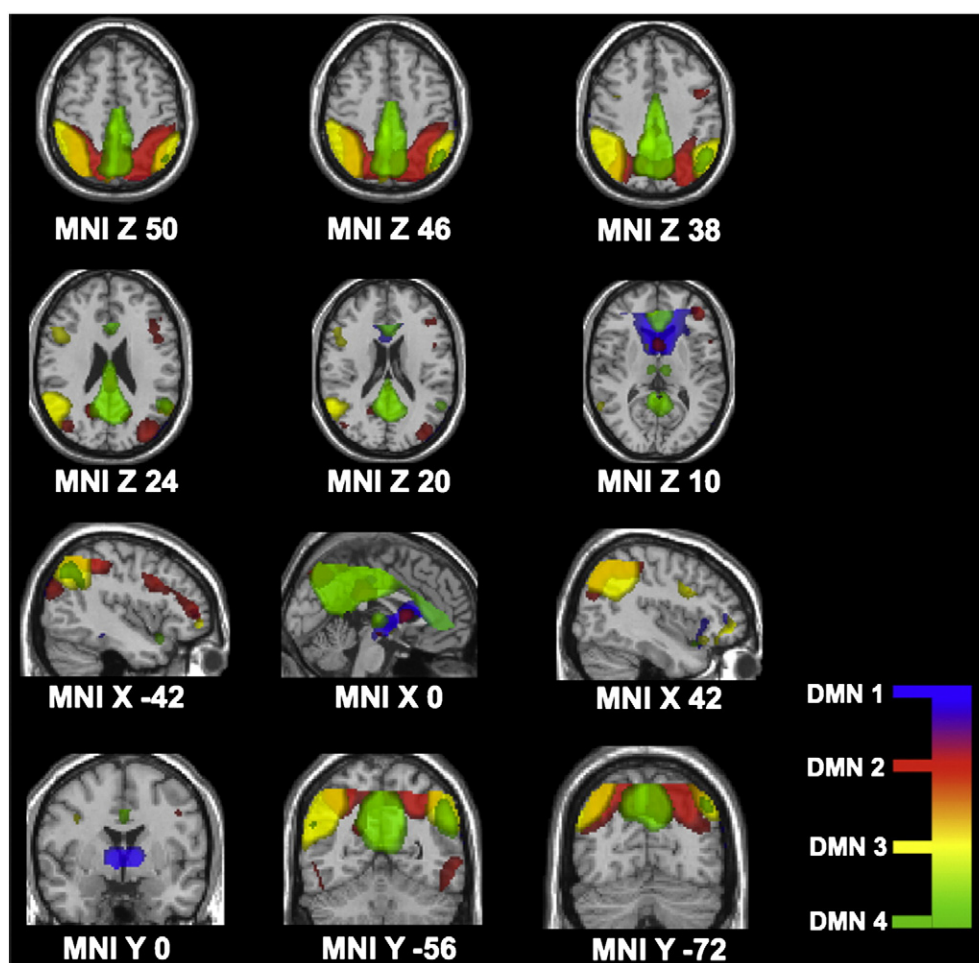 MNI Z 50
MNI Z 46
MNI Z 38
MNI Z 24
MNI Z 20
MNI Z 10
MNI X -42
MNI X 0
MNI X 42
DMN 1
DMN 2
DMN 3
DMN 4
MNI Y 0
MNI Y -56
MNI Y -72